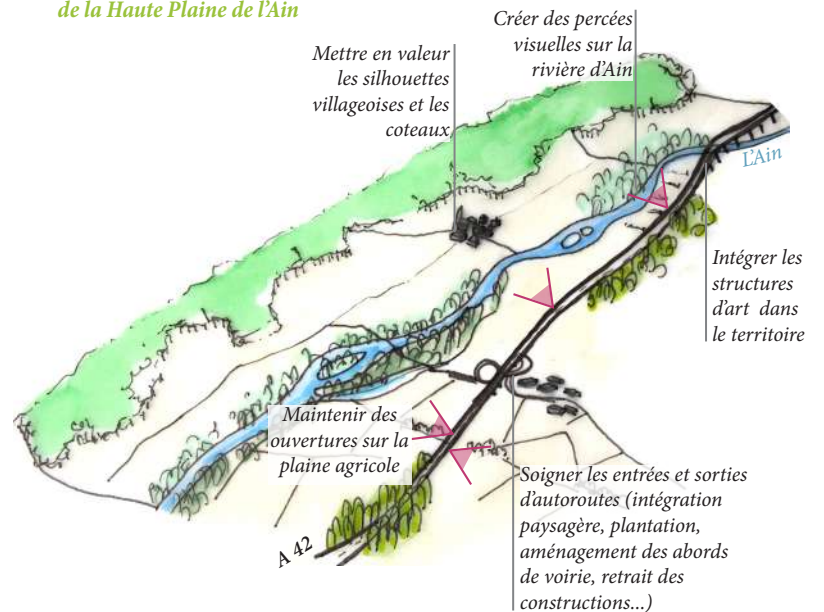 de la Haute Plaine de l'Ain
Créer des percées
visuelles sur la
rivière d'Ain
Mettre en valeur
les silhouettes
villageoises et les
coteaux
L'Ain
Intégrer les
structures
d'art dans
le territoire
Maintenir des
ouvertures sur la
plaine agricole
Soigner les entrées et sorties
d'autoroutes (intégration
paysagère, plantation,
aménagement des abords
de voirie, retrait des
constructions...)
A 42